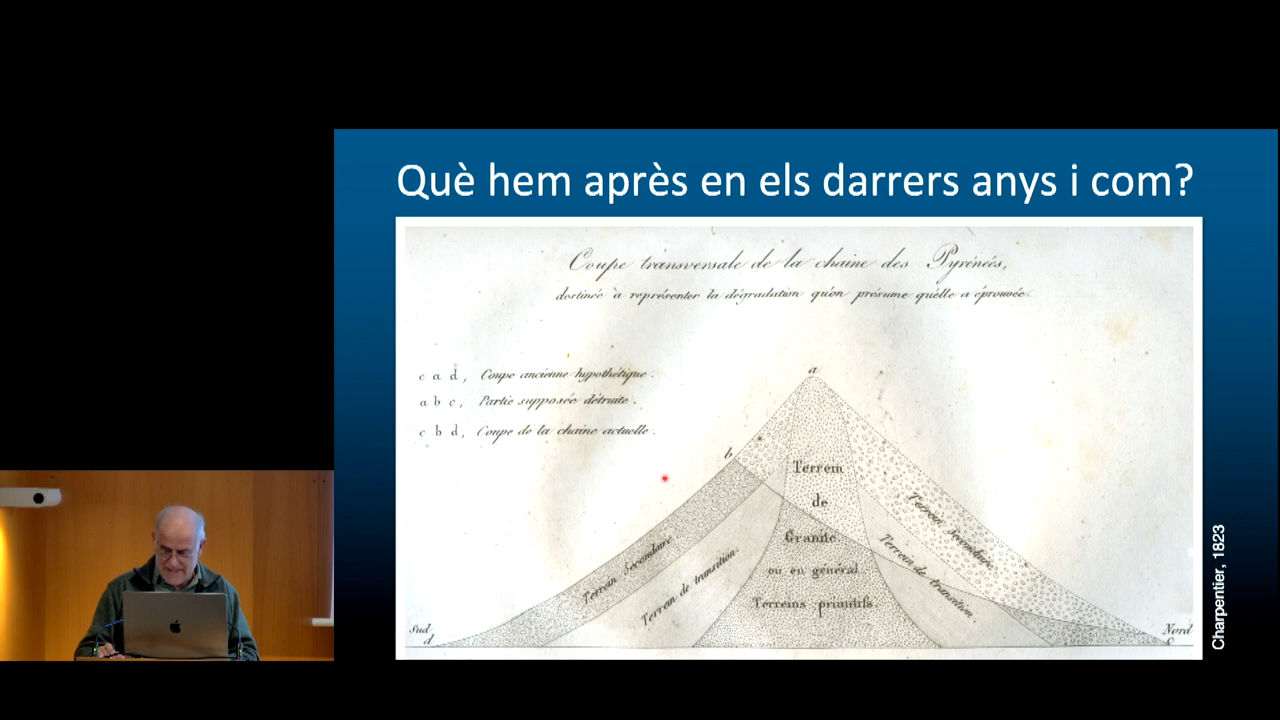 Què hem après en els darrers anys i com?
Coupe transversale de la chaine des Pyrénées,
destinée à représenter la dégradation qu'on présume qu'elle a éprouvée.
c a d, Coupe ancienne hypothétique.
a b c, Partie supposée détruite.
c b d, Coupe de la chaine actuelle.
a
b
Terrein
de
Granite
ou en général
Terreins primitifs
Terrein Secondaire
Terrein de transition.
Terrein Secondaire
Terrein de transition.
Sud
d
Nord
c
Charpentier, 1823